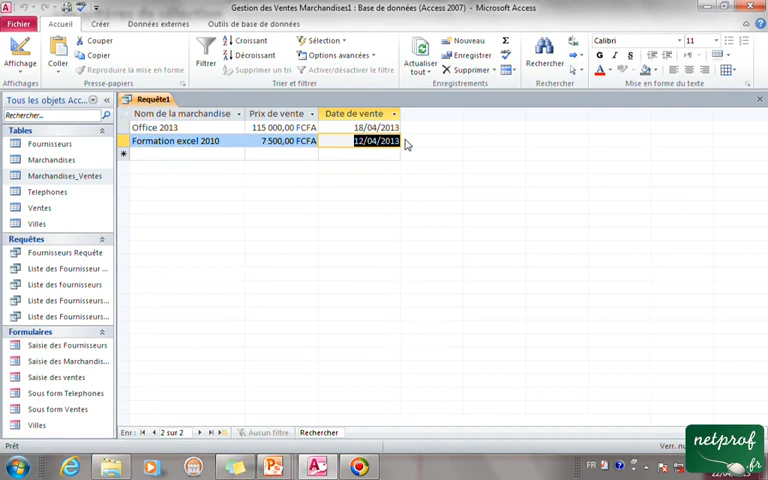 Gestion des Ventes Marchandises1 : Base de données (Access 2007) - Microsoft Access
Fichier Accueil Créer Données externes Outils de base de données
Affichage
Affichages
Coller
Couper
Copier
Reproduire la mise en forme
Presse-papiers
Filtrer
Croissant
Décroissant
Supprimer un tri
Sélection
Options avancées
Activer/désactiver le filtre
Trier et filtrer
Actualiser tout
Nouveau
Enregistrer
Supprimer
Enregistrements
Rechercher
Rechercher
Calibri 11
G I S
Mise en forme du texte
Tous les objets Acc...
Rechercher...
Tables
Fournisseurs
Marchandises
Marchandises_Ventes
Telephones
Ventes
Villes
Requêtes
Fournisseurs Requête
Liste des Fournisseur ...
Liste des fournisseurs
Liste des Fournisseurs...
Liste des Fournisseurs...
Formulaires
Saisie des Fournisseurs
Saisie des Marchandis...
Saisie des ventes
Sous form Telephones
Sous form Ventes
Villes
Requête1
Nom de la marchandise Prix de vente Date de vente
Office 2013 115 000,00 FCFA 18/04/2013
Formation excel 2010 7 500,00 FCFA 12/04/2013
Enr : 2 sur 2 Aucun filtre Rechercher
Prêt
Verr.
FR
netprof
.fr